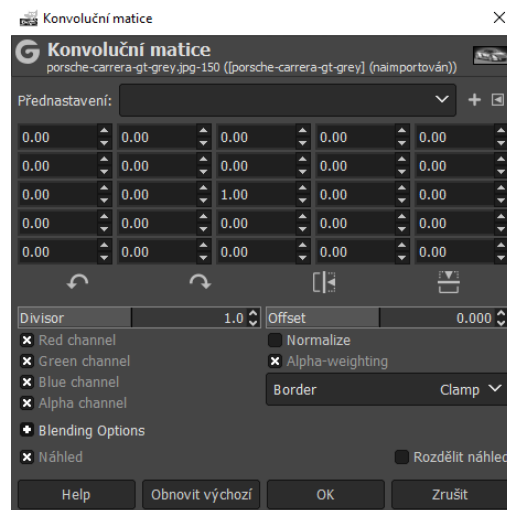 Konvoluční matice
Konvoluční matice
porsche-carrera-gt-grey.jpg-150 ([porsche-carrera-gt-grey] (naimportován))
Přednastavení:
0.00 0.00 0.00 0.00 0.00
0.00 0.00 0.00 0.00 0.00
0.00 0.00 1.00 0.00 0.00
0.00 0.00 0.00 0.00 0.00
0.00 0.00 0.00 0.00 0.00
Divisor 1.0 Offset 0.000
Red channel Normalize
Green channel Alpha-weighting
Blue channel
Border Clamp
Alpha channel
Blending Options
Náhled Rozdělit náhled
Help Obnovit výchozí OK Zrušit